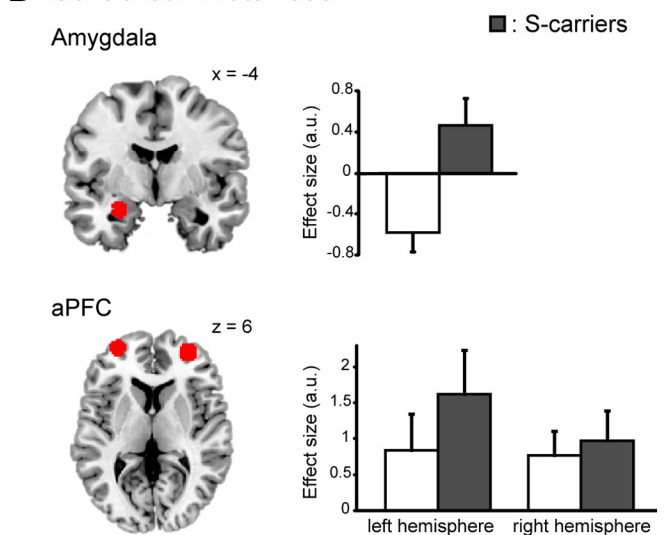 : S-carriers
Amygdala
x = -4
0.8
0.4
0
-0.4
-0.8
Effect size (a.u.)
aPFC
z = 6
2
1.5
1
0.5
0
Effect size (a.u.)
left hemisphere right hemisphere